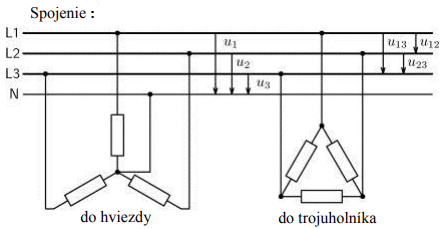 Spojenie :
L1
u1 u13 u12
L2
u2 u23
L3
u3
N
do hviezdy do trojuholníka